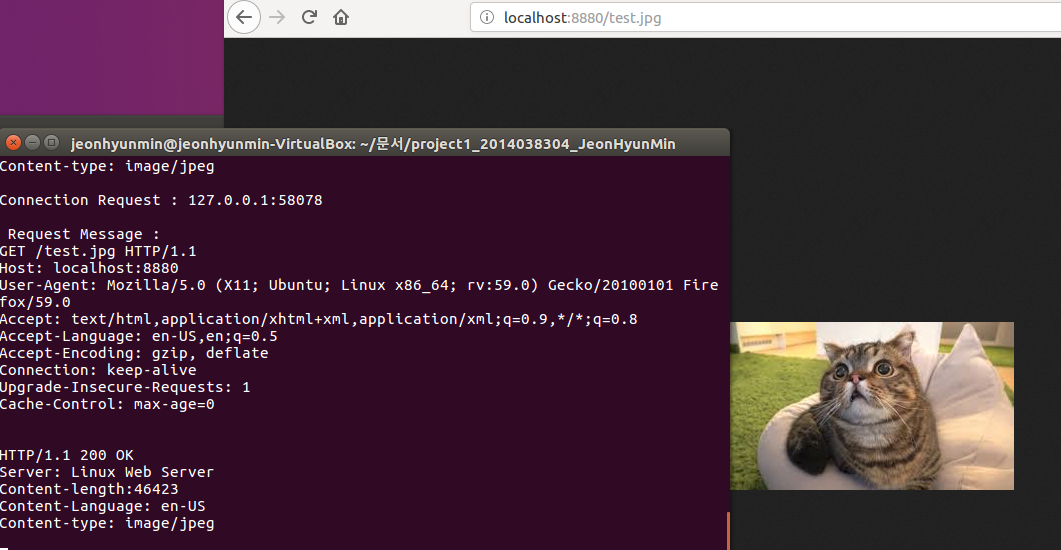 localhost:8880/test.jpg
jeonhyunmin@jeonhyunmin-VirtualBox: ~/문서/project1_2014038304_JeonHyunMin
Content-type: image/jpeg
Connection Request : 127.0.0.1:58078
Request Message :
GET /test.jpg HTTP/1.1
Host: localhost:8880
User-Agent: Mozilla/5.0 (X11; Ubuntu; Linux x86_64; rv:59.0) Gecko/20100101 Fire
fox/59.0
Accept: text/html,application/xhtml+xml,application/xml;q=0.9,*/*;q=0.8
Accept-Language: en-US,en;q=0.5
Accept-Encoding: gzip, deflate
Connection: keep-alive
Upgrade-Insecure-Requests: 1
Cache-Control: max-age=0
HTTP/1.1 200 OK
Server: Linux Web Server
Content-length:46423
Content-Language: en-US
Content-type: image/jpeg